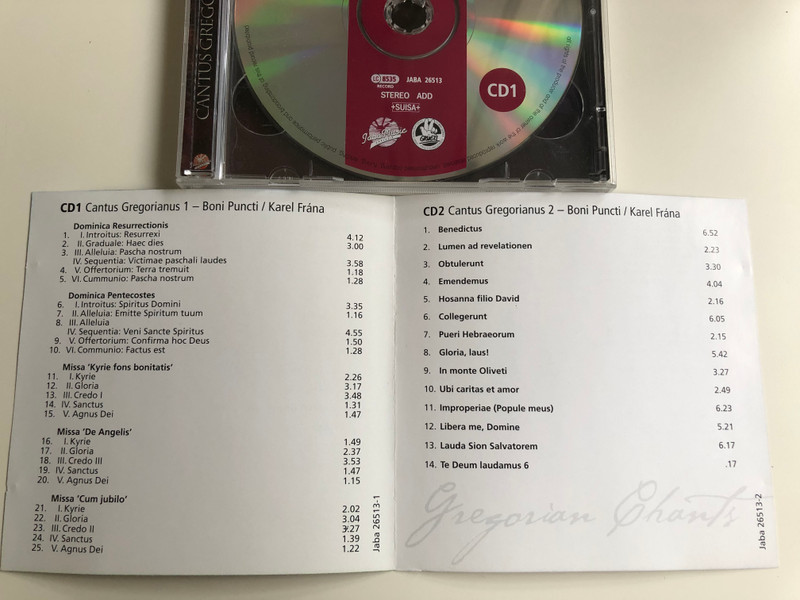 CANTUS GREGO
LC 8535
RECORD
JABA 26513
STEREO ADD
+SUISA+
CD1
Jaba Music
CD1 Cantus Gregorianus 1 – Boni Puncti / Karel Frána
Dominica Resurrectionis
1. I. Introitus: Resurrexi 4.12
2. II. Graduale: Haec dies 3.00
3. III. Alleluia: Pascha nostrum
IV. Sequentia: Victimae paschali laudes 3.58
4. V. Offertorium: Terra tremuit 1.18
5. VI. Cummunio: Pascha nostrum 1.28
Dominica Pentecostes
6. I. Introitus: Spiritus Domini 3.35
7. II. Alleluia: Emitte Spiritum tuum 1.16
8. III. Alleluia
IV. Sequentia: Veni Sancte Spiritus 4.55
9. V. Offertorium: Confirma hoc Deus 1.50
10. VI. Communio: Factus est 1.28
Missa ‘Kyrie fons bonitatis’
11. I. Kyrie 2.26
12. II. Gloria 3.17
13. III. Credo I 3.48
14. IV. Sanctus 1.31
15. V. Agnus Dei 1.47
Missa ‘De Angelis’
16. I. Kyrie 1.49
17. II. Gloria 2.37
18. III. Credo III 3.53
19. IV. Sanctus 1.47
20. V. Agnus Dei 1.15
Missa ‘Cum jubilo’
21. I. Kyrie 2.02
22. II. Gloria 3.04
23. III. Credo II 3.27
24. IV. Sanctus 1.39
25. V. Agnus Dei 1.22
Jaba 26513-1
CD2 Cantus Gregorianus 2 – Boni Puncti / Karel Frána
1. Benedictus 6.52
2. Lumen ad revelationen 2.23
3. Obtulerunt 3.30
4. Emendemus 4.04
5. Hosanna filio David 2.16
6. Collegerunt 6.05
7. Pueri Hebraeorum 2.15
8. Gloria, laus! 5.42
9. In monte Oliveti 3.27
10. Ubi caritas et amor 2.49
11. Improperiae (Popule meus) 6.23
12. Libera me, Domine 5.21
13. Lauda Sion Salvatorem 6.17
14. Te Deum laudamus 6 .17
Gregorian Chants
Jaba 26513-2